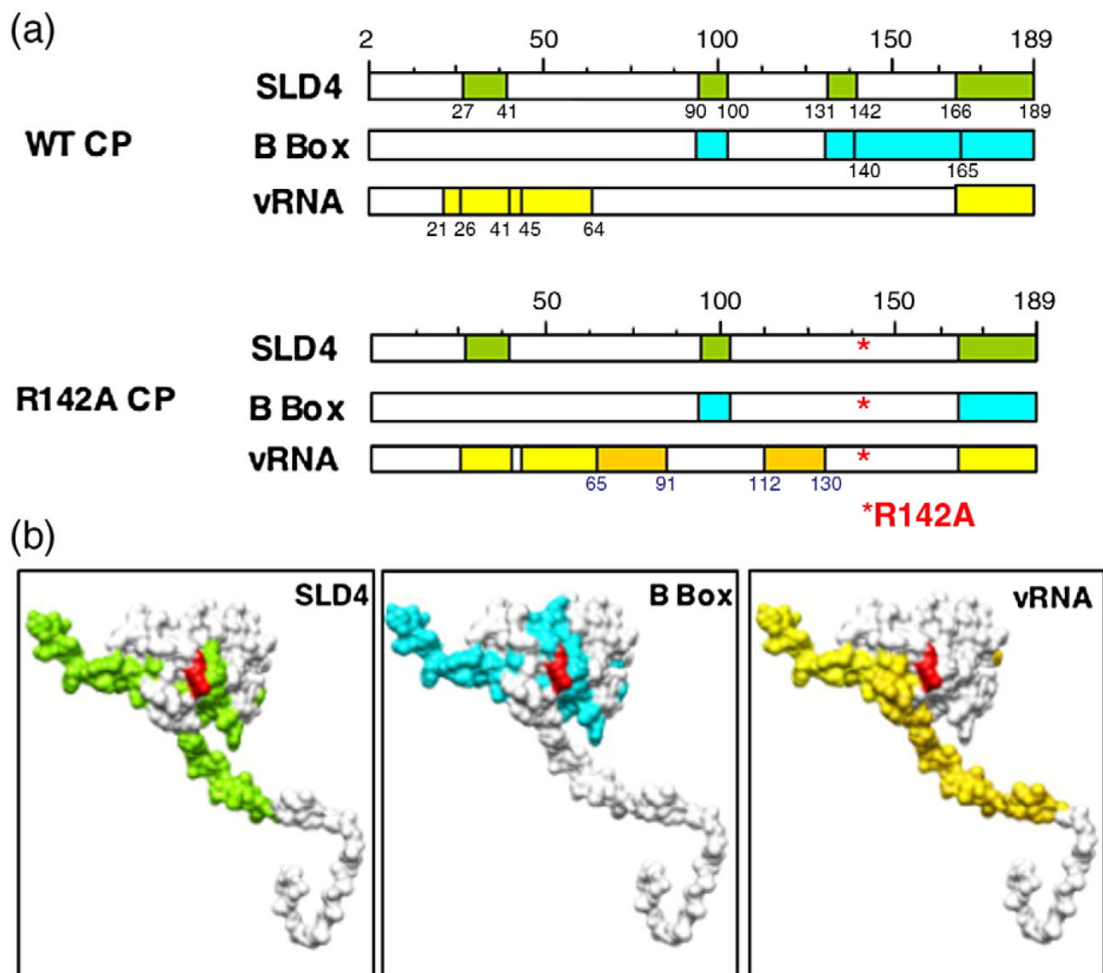 (a)
2 50 100 150 189
SLD4
27 41 90 100 131 142 166 189
WT CP
B Box
140 165
vRNA
21 26 41 45 64
50 100 150 189
SLD4 *
R142A CP
B Box *
vRNA *
65 91 112 130
*R142A
(b)
SLD4 B Box vRNA